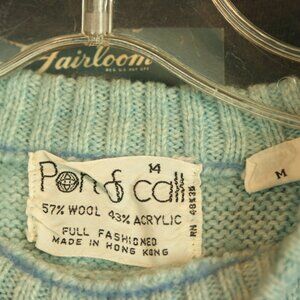 Fairloom
14
Port of call
57% WOOL 43% ACRYLIC
FULL FASHIONED
MADE IN HONG KONG
M